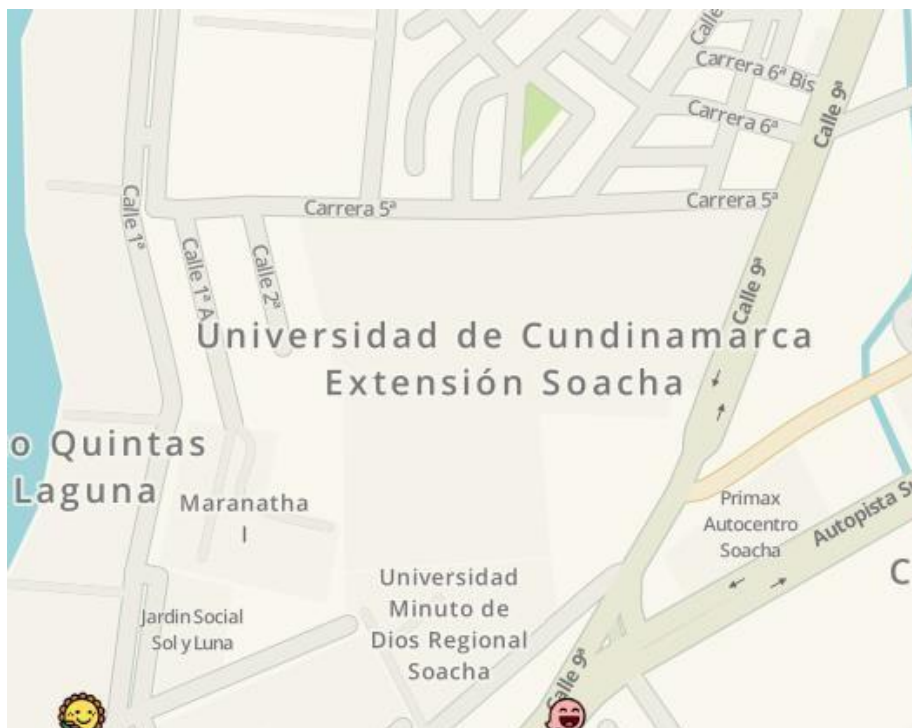 Calle
Carrera 6ª Bis
Calle 9ª
Carrera 6ª
Carrera 5ª
Carrera 5ª
Calle 1ª
Calle 1ª A
Calle 2ª
Calle 9ª
Universidad de Cundinamarca
Extensión Soacha
o Quintas
Laguna
Maranatha
I
Primax
Autocentro
Soacha
Autopista Su
C
Universidad
Minuto de
Dios Regional
Soacha
Jardin Social
Sol y Luna
Calle 9ª